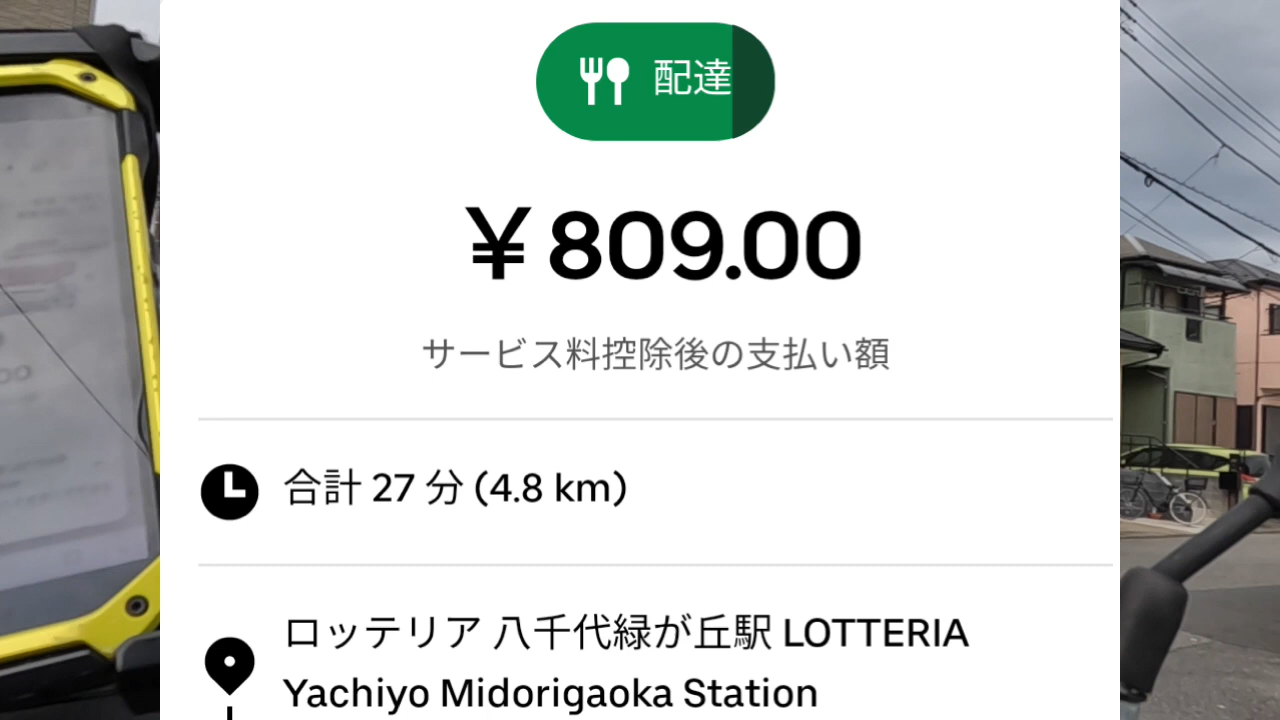 配達
￥809.00
サービス料控除後の支払い額
合計 27 分 (4.8 km)
ロッテリア 八千代緑が丘駅 LOTTERIA
Yachiyo Midorigaoka Station